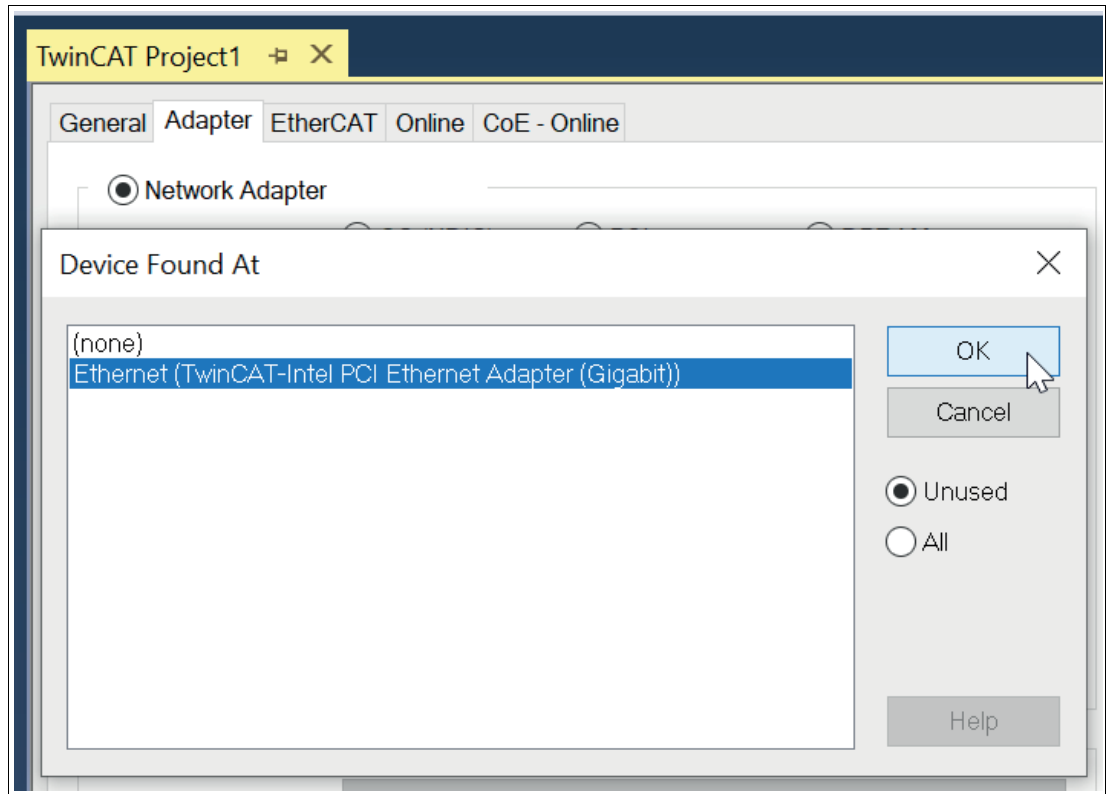 TwinCAT Project1
General Adapter EtherCAT Online CoE - Online
Network Adapter
Device Found At
(none)
Ethernet (TwinCAT-Intel PCI Ethernet Adapter (Gigabit))
OK
Cancel
Unused
All
Help